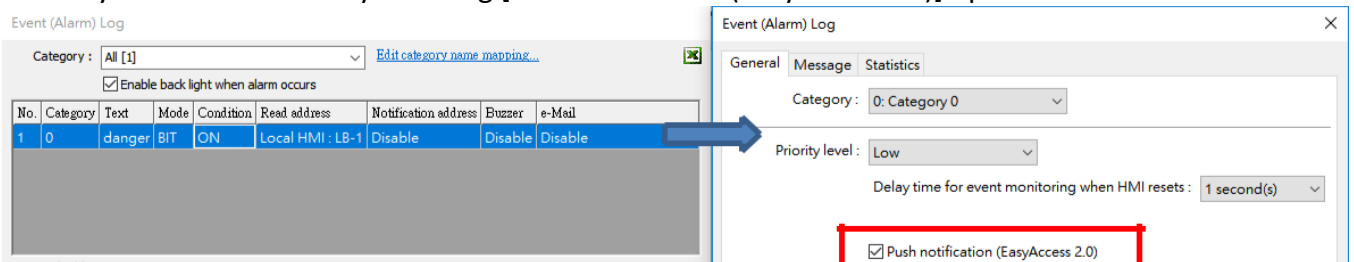 Event (Alarm) Log
Category : All [1] Edit category name mapping...
Enable back light when alarm occurs
No. Category Text Mode Condition Read address Notification address Buzzer e-Mail
1 0 danger BIT ON Local HMI : LB-1 Disable Disable Disable
Event (Alarm) Log
General Message Statistics
Category : 0: Category 0
Priority level : Low
Delay time for event monitoring when HMI resets : 1 second(s)
Push notification (EasyAccess 2.0)